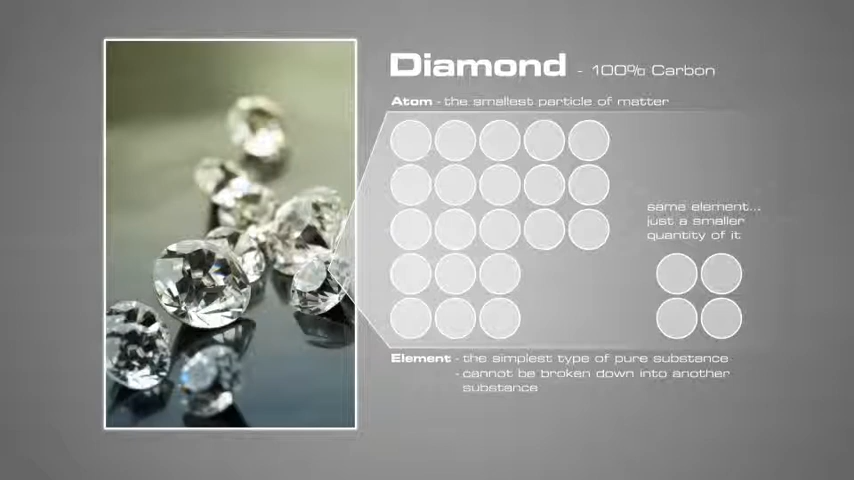 Diamond - 100% Carbon
Atom - the smallest particle of matter
same element...
just a smaller
quantity of it
Element - the simplest type of pure substance
- cannot be broken down into another
substance